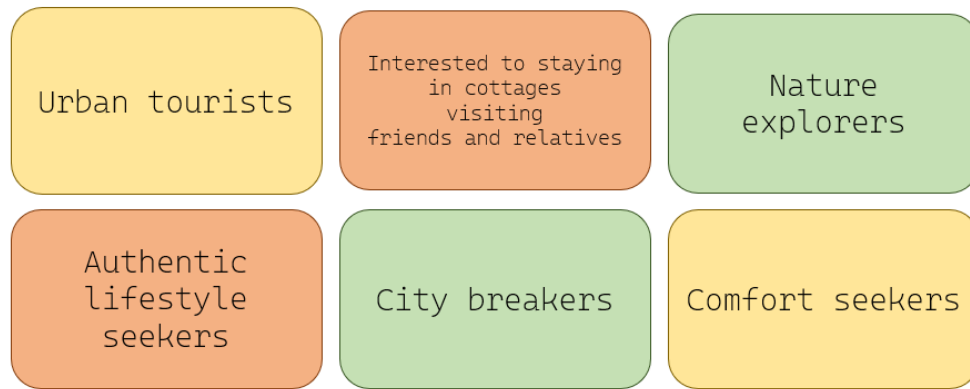 Urban tourists
Interested to staying
in cottages
visiting
friends and relatives
Nature
explorers
Authentic
lifestyle
seekers
City breakers
Comfort seekers